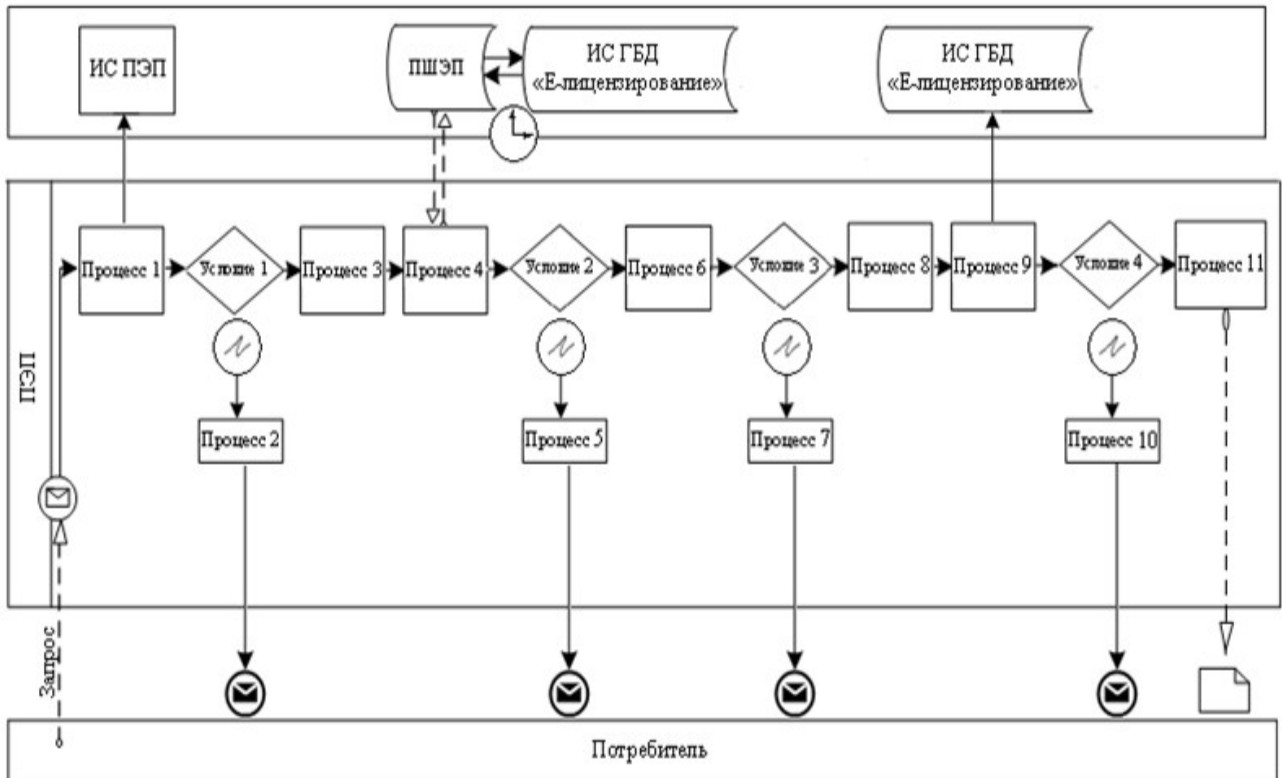 ИС ПЭП
ПШЭП
ИС ГБД
«Е-лицензирование»
ИС ГБД
«Е-лицензирование»
ПЭП
Процесс 1
Условие 1
Процесс 3
Процесс 4
Условие 2
Процесс 6
Условие 3
Процесс 8
Процесс 9
Условие 4
Процесс 11
Процесс 2
Процесс 5
Процесс 7
Процесс 10
Запрос
Потребитель